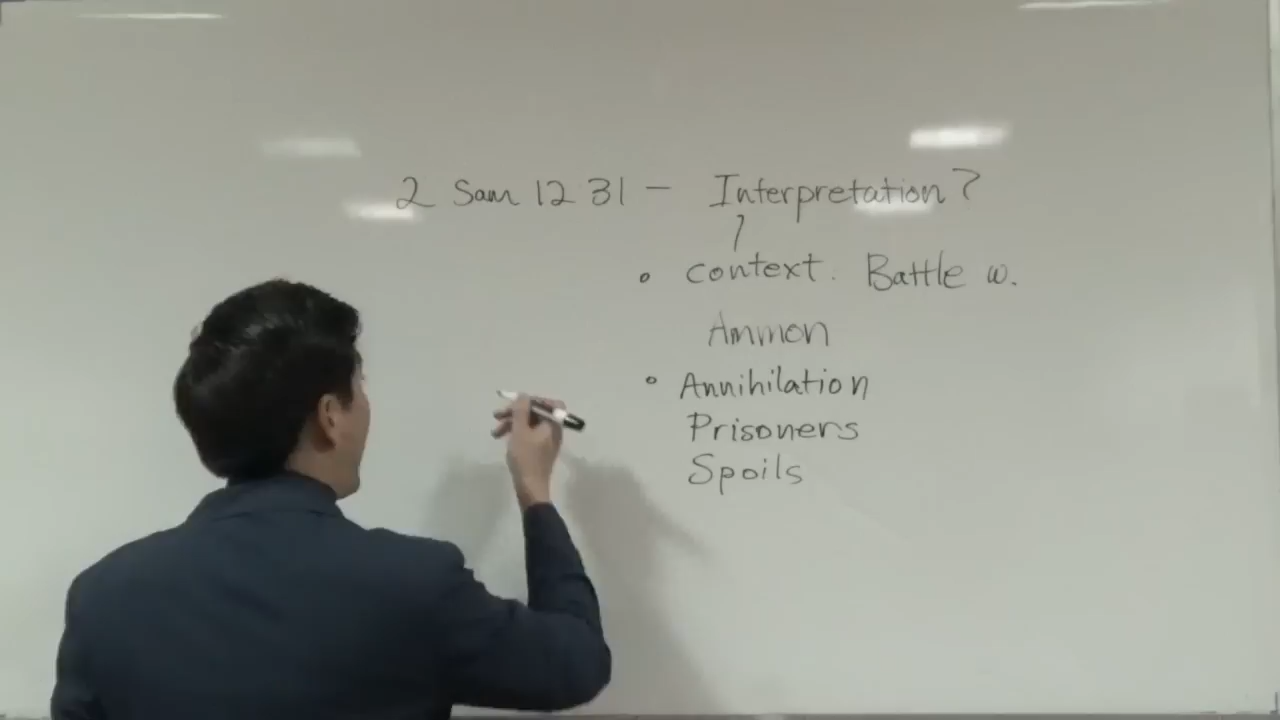 2 Sam 12 31 – Interpretation?
• context. Battle w.
Ammon
• Annihilation
Prisoners
Spoils